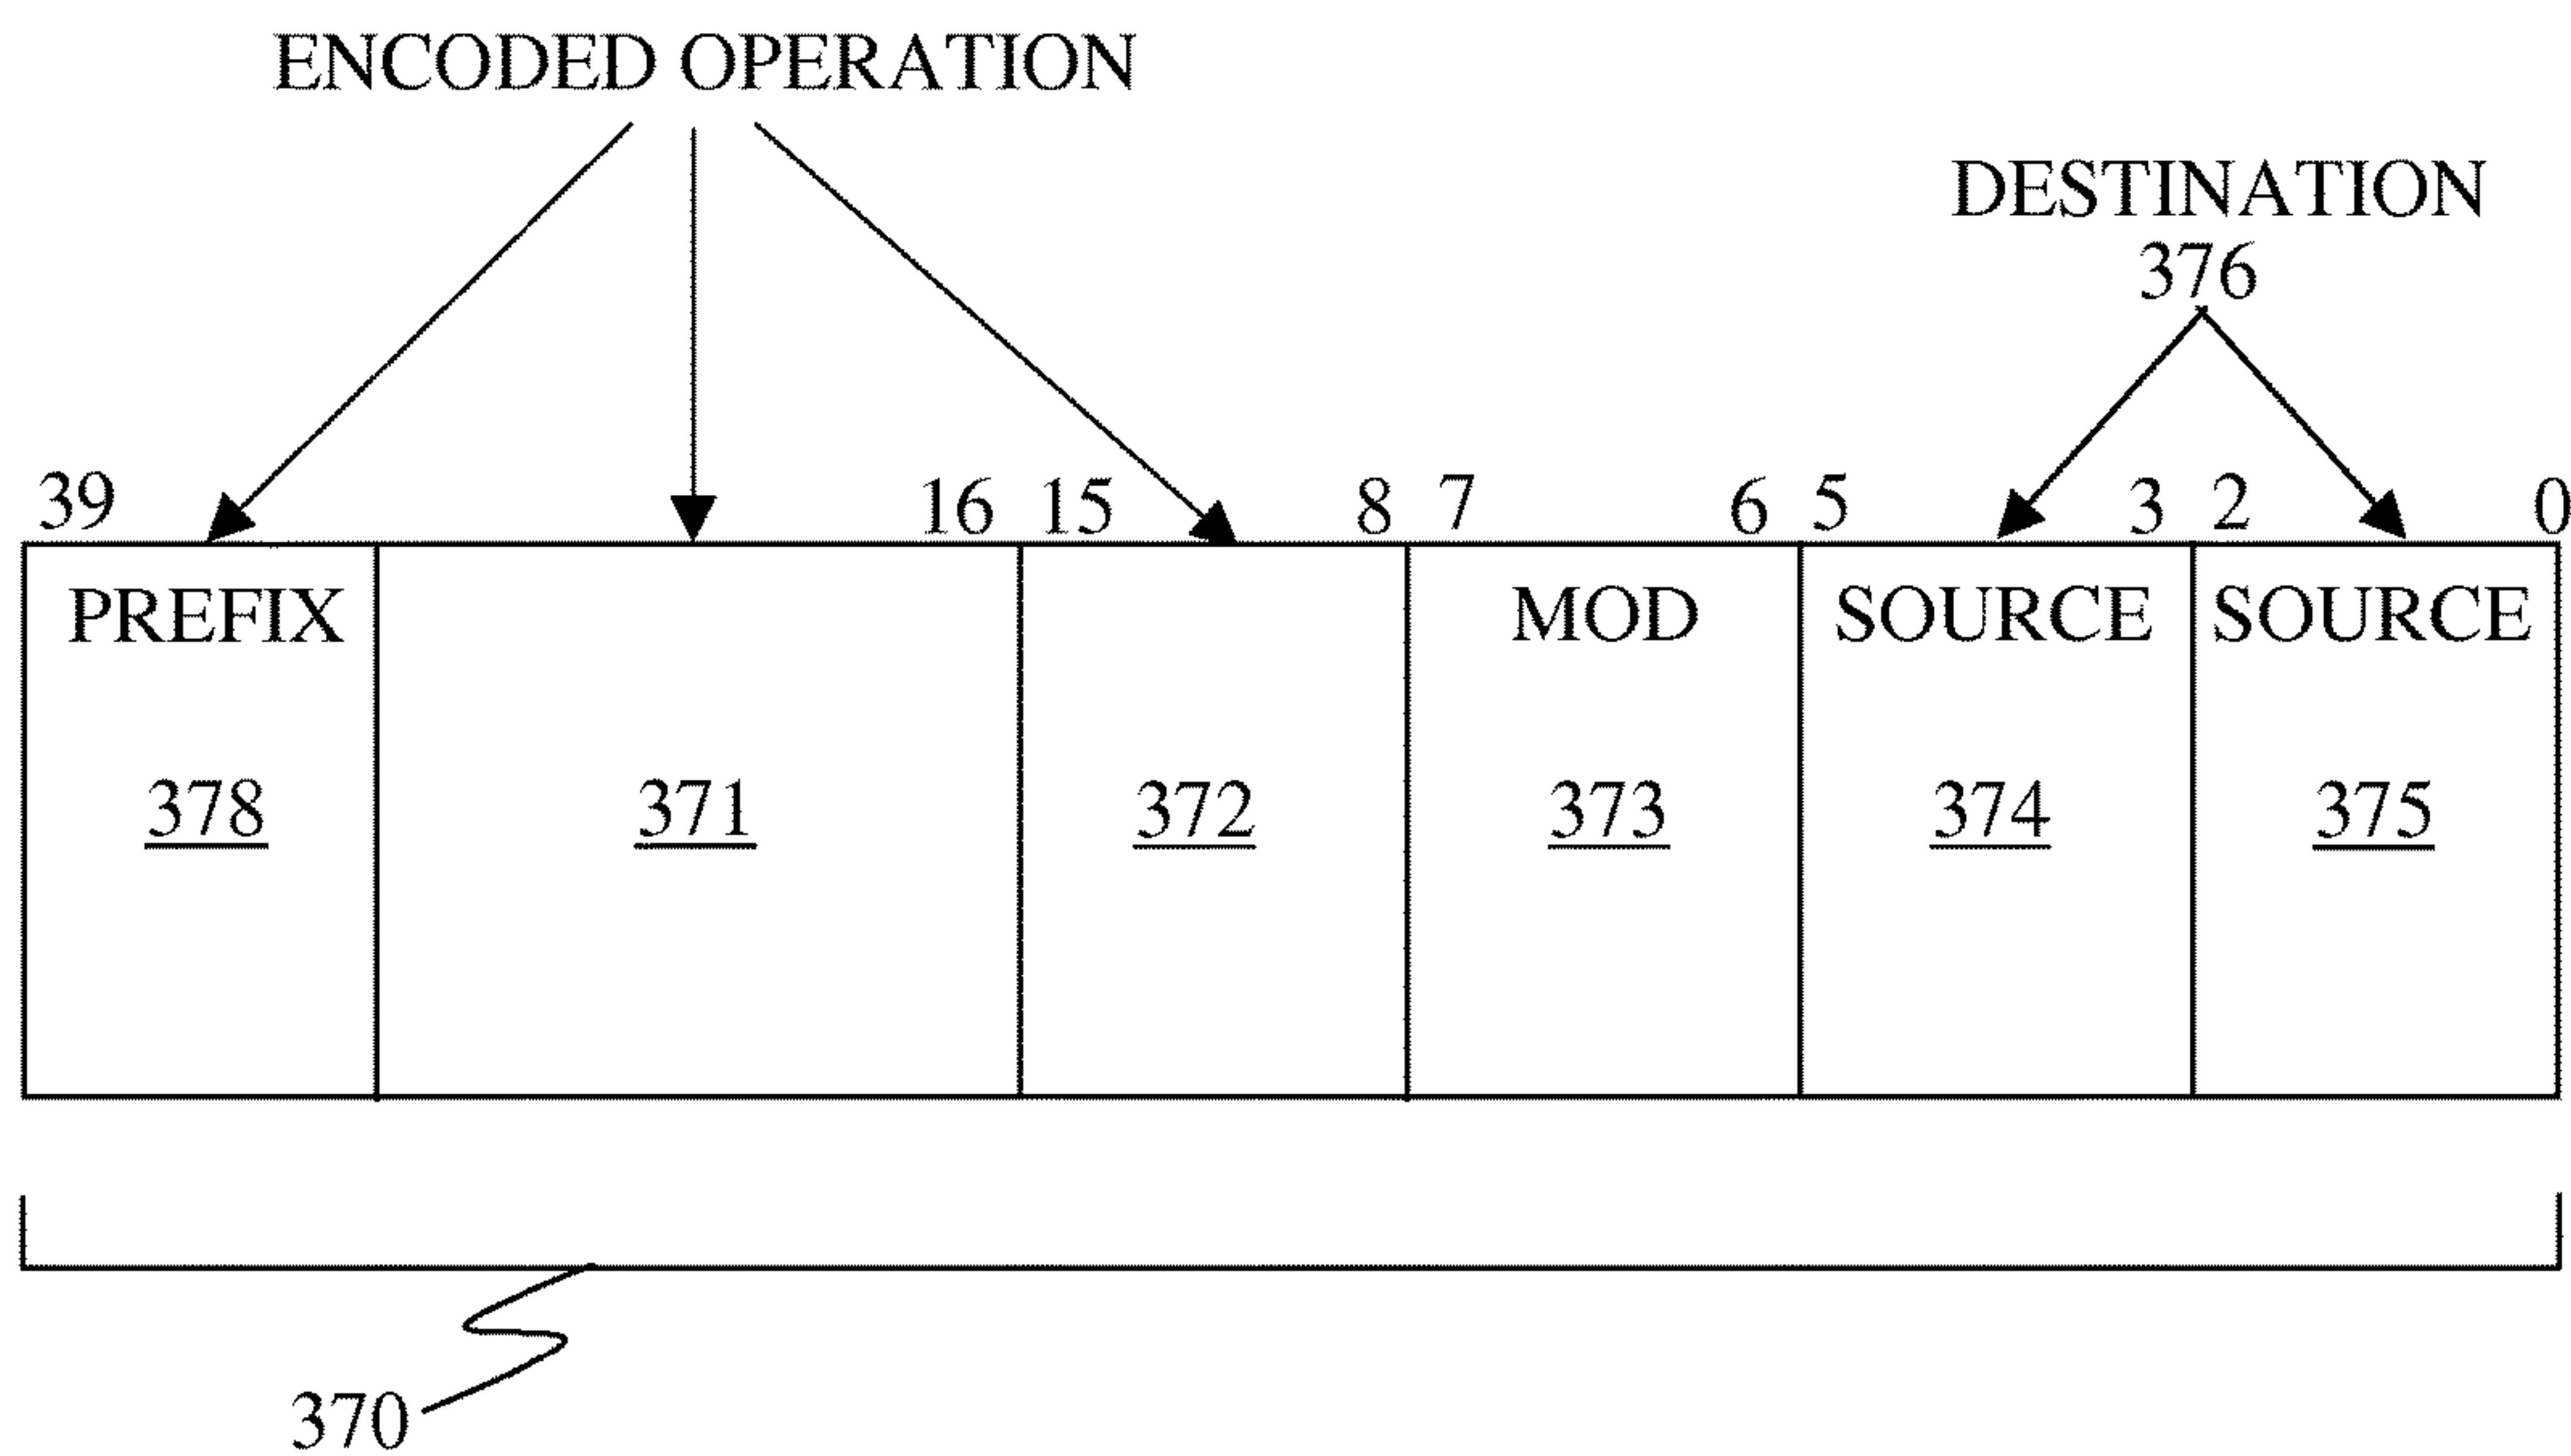 ENCODED OPERATION
DESTINATION
376
39 16 15 8 7 6 5 3 2 0
PREFIX MOD SOURCE SOURCE
378 371 372 373 374 375
370